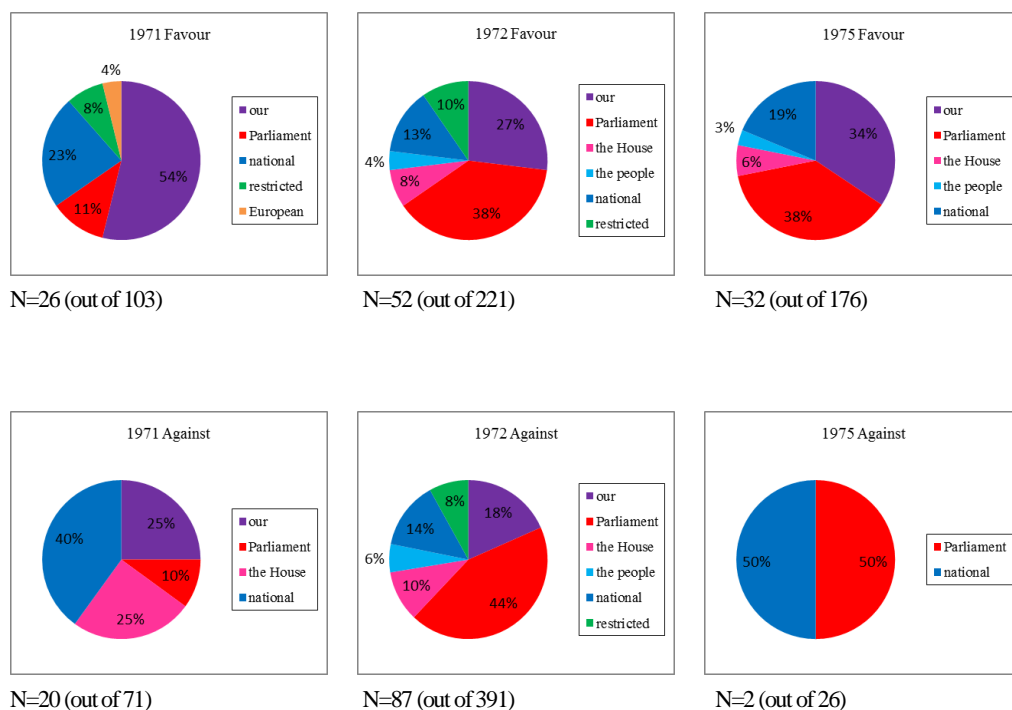 1971 Favour
4%
8%
23%
11%
54%
our
Parliament
national
restricted
European
N=26 (out of 103)
1972 Favour
10%
27%
13%
4%
8%
38%
our
Parliament
the House
the people
national
restricted
N=52 (out of 221)
1975 Favour
19%
34%
3%
6%
38%
our
Parliament
the House
the people
national
N=32 (out of 176)
1971 Against
40%
25%
10%
25%
our
Parliament
the House
national
N=20 (out of 71)
1972 Against
8%
18%
14%
6%
10%
44%
our
Parliament
the House
the people
national
restricted
N=87 (out of 391)
1975 Against
50%
50%
Parliament
national
N=2 (out of 26)